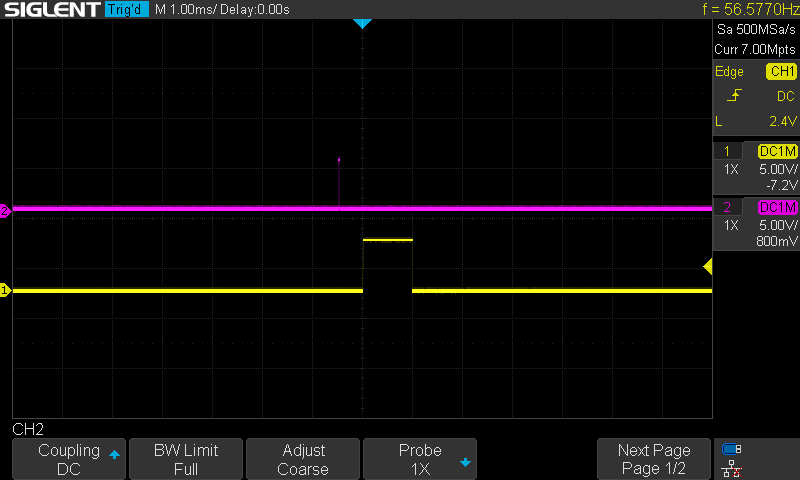 SIGLENT Trig'd M 1.00ms/ Delay:0.00s f = 56.5770Hz
Sa 500MSa/s
Curr 7.00Mpts
Edge CH1
DC
L 2.4V
1 DC1M
1X 5.00V/
-7.2V
2 DC1M
1X 5.00V/
800mV
2
1
CH2
Coupling
DC
BW Limit
Full
Adjust
Coarse
Probe
1X
Next Page
Page 1/2